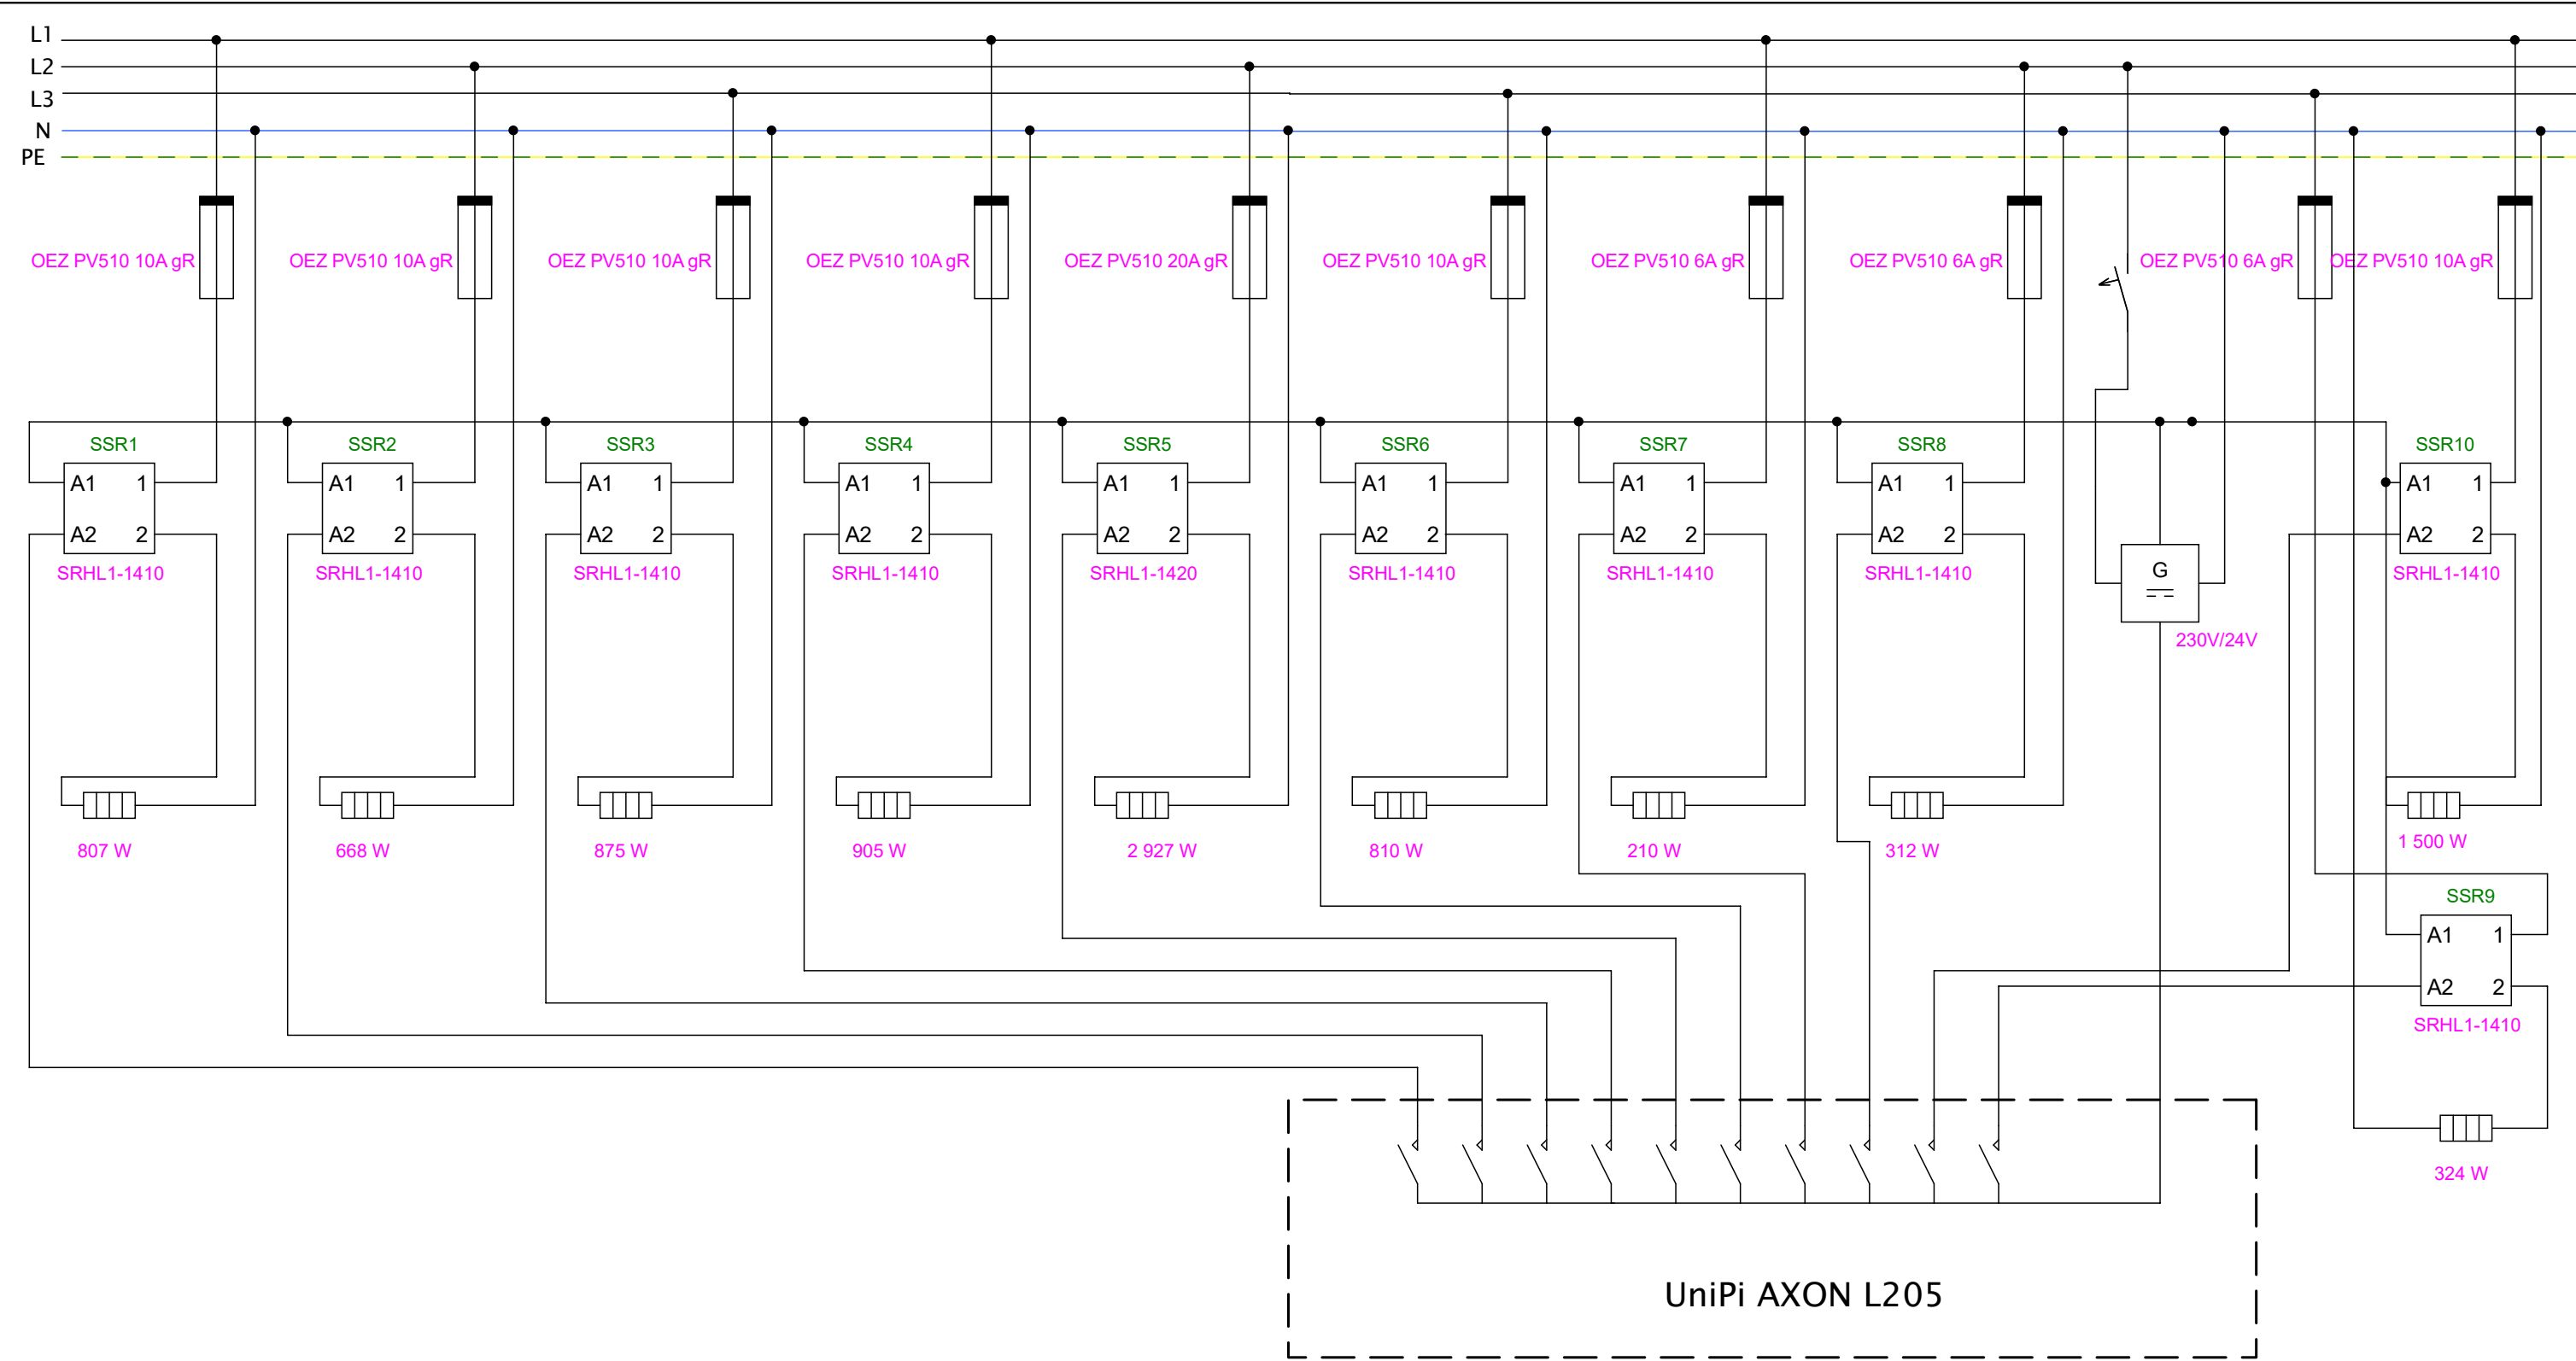 L1
L2
L3
N
PE
OEZ PV510 10A gR
OEZ PV510 10A gR
OEZ PV510 10A gR
OEZ PV510 10A gR
OEZ PV510 20A gR
OEZ PV510 10A gR
OEZ PV510 6A gR
OEZ PV510 6A gR
OEZ PV510 6A gR
OEZ PV510 10A gR
SSR1
A1 1
A2 2
SRHL1-1410
SSR2
A1 1
A2 2
SRHL1-1410
SSR3
A1 1
A2 2
SRHL1-1410
SSR4
A1 1
A2 2
SRHL1-1410
SSR5
A1 1
A2 2
SRHL1-1420
SSR6
A1 1
A2 2
SRHL1-1410
SSR7
A1 1
A2 2
SRHL1-1410
SSR8
A1 1
A2 2
SRHL1-1410
G
230V/24V
SSR10
A1 1
A2 2
SRHL1-1410
807 W
668 W
875 W
905 W
2 927 W
810 W
210 W
312 W
1 500 W
SSR9
A1 1
A2 2
SRHL1-1410
324 W
UniPi AXON L205